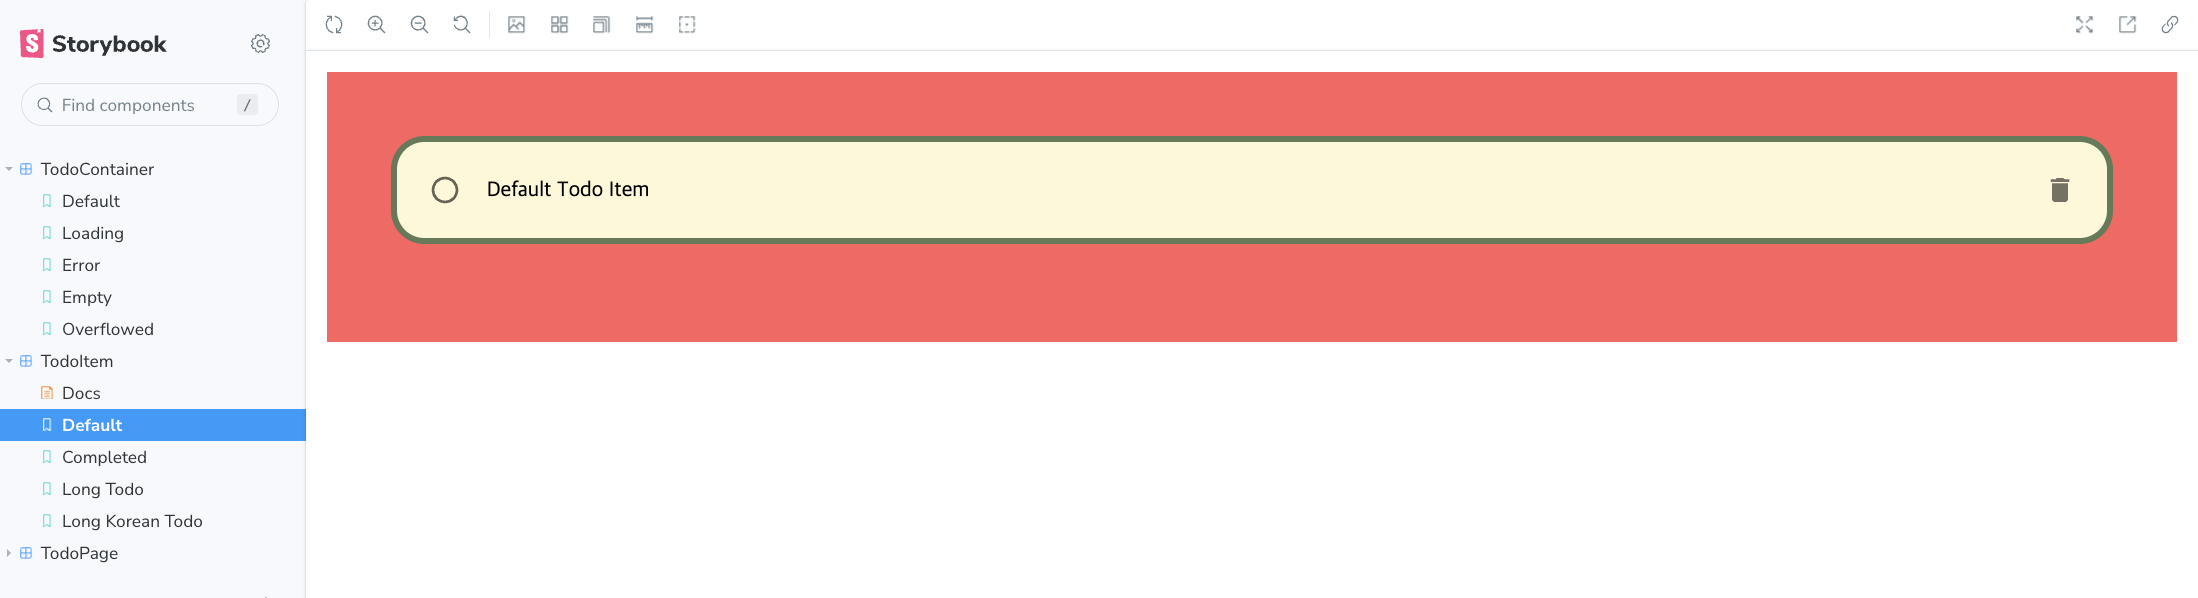 Storybook
Find components /
TodoContainer
Default
Loading
Error
Empty
Overflowed
TodoItem
Docs
Default
Completed
Long Todo
Long Korean Todo
TodoPage
Default Todo Item